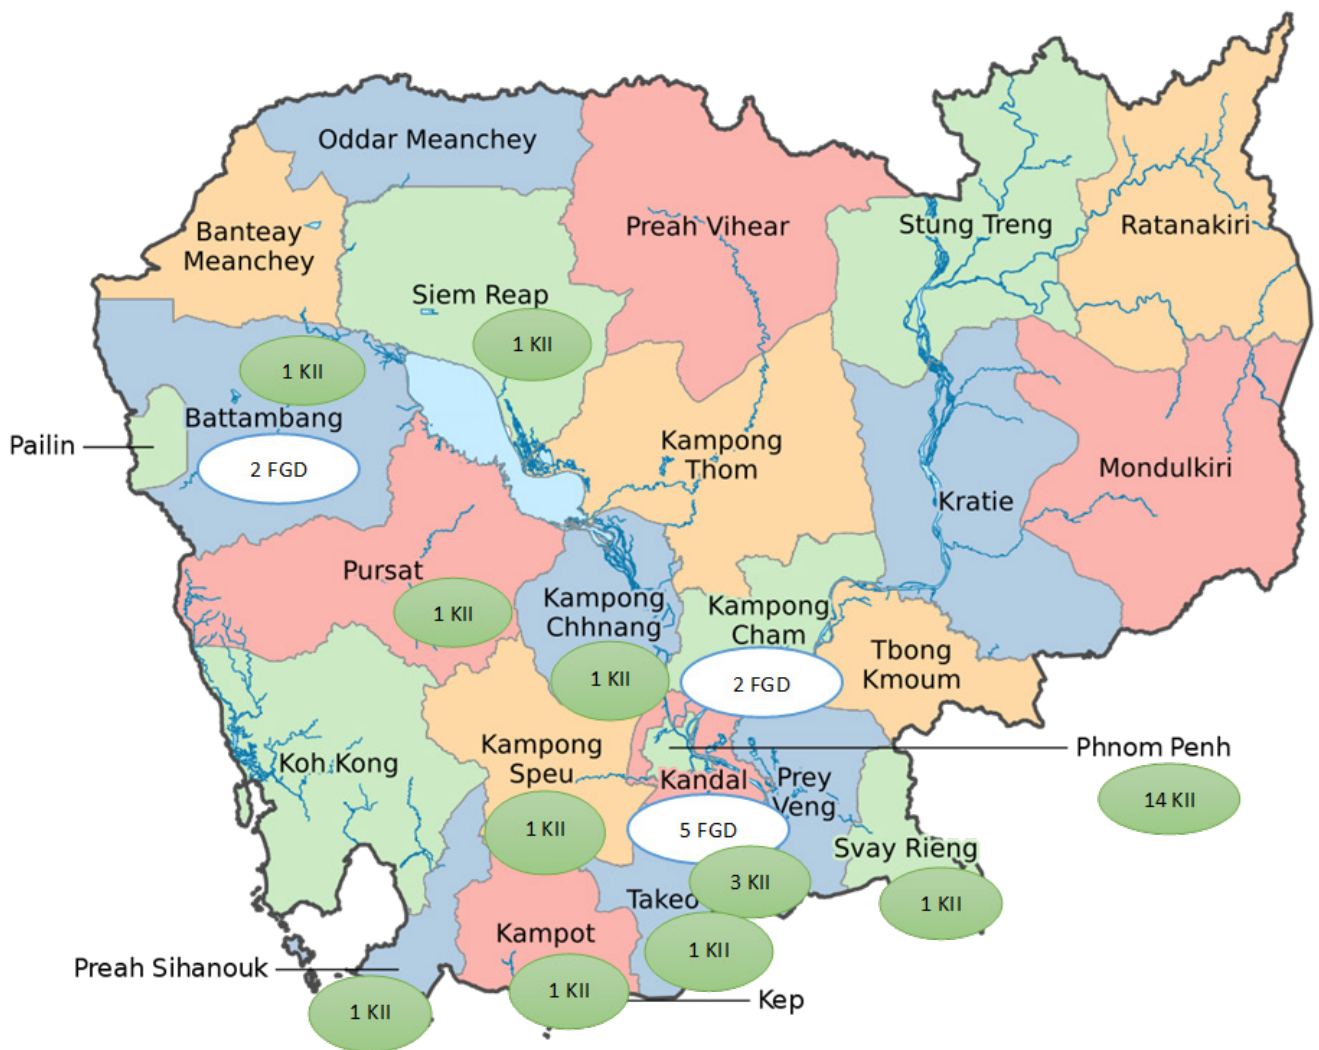 Oddar Meanchey
Banteay
Meanchey
Preah Vihear
Stung Treng
Ratanakiri
Siem Reap
1 KII
1 KII
Battambang
2 FGD
Pailin
Kampong
Thom
Mondulkiri
Kratie
Pursat
1 KII
Kampong
Chhnang
1 KII
Kampong
Cham
2 FGD
Tbong
Kmoum
Koh Kong
Kampong
Speu
1 KII
Phnom Penh
14 KII
Kandal
5 FGD
3 KII
Prey
Veng
Svay Rieng
1 KII
Takeo
1 KII
Kampot
1 KII
Kep
Preah Sihanouk
1 KII